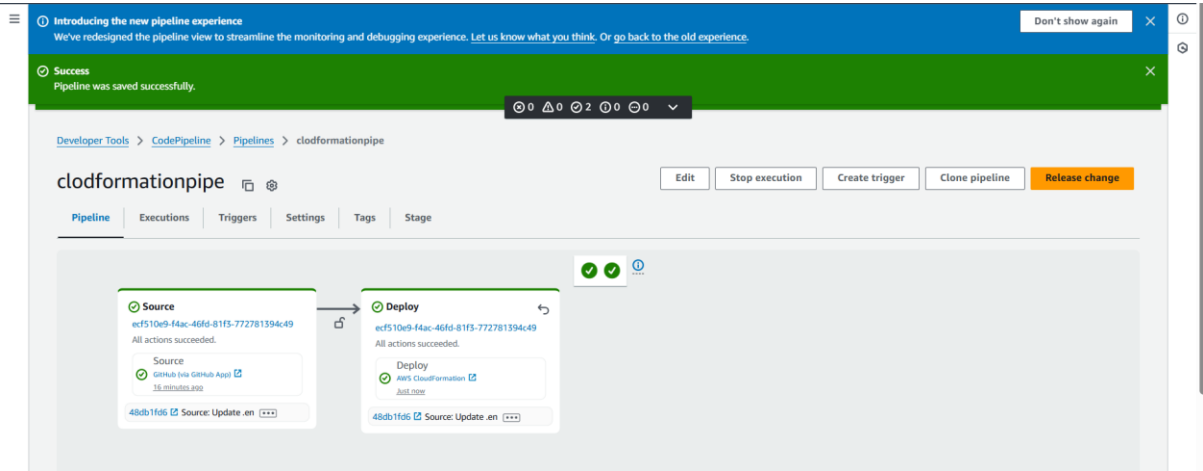 Introducing the new pipeline experience
Don't show again
We've redesigned the pipeline view to streamline the monitoring and debugging experience. Let us know what you think. Or go back to the old experience.
Success
Pipeline was saved successfully.
0 0 2 0 0
Developer Tools > CodePipeline > Pipelines > clodformationpipe
clodformationpipe
Edit Stop execution Create trigger Clone pipeline Release change
Pipeline Executions Triggers Settings Tags Stage
Source
ecf510e9-f4ac-46fd-81f3-772781394c49
All actions succeeded.
Source
GitHub (via GitHub App)
16 minutes ago
48db1fd6 Source: Update .en
Deploy
ecf510e9-f4ac-46fd-81f3-772781394c49
All actions succeeded.
Deploy
AWS CloudFormation
Just now
48db1fd6 Source: Update .en